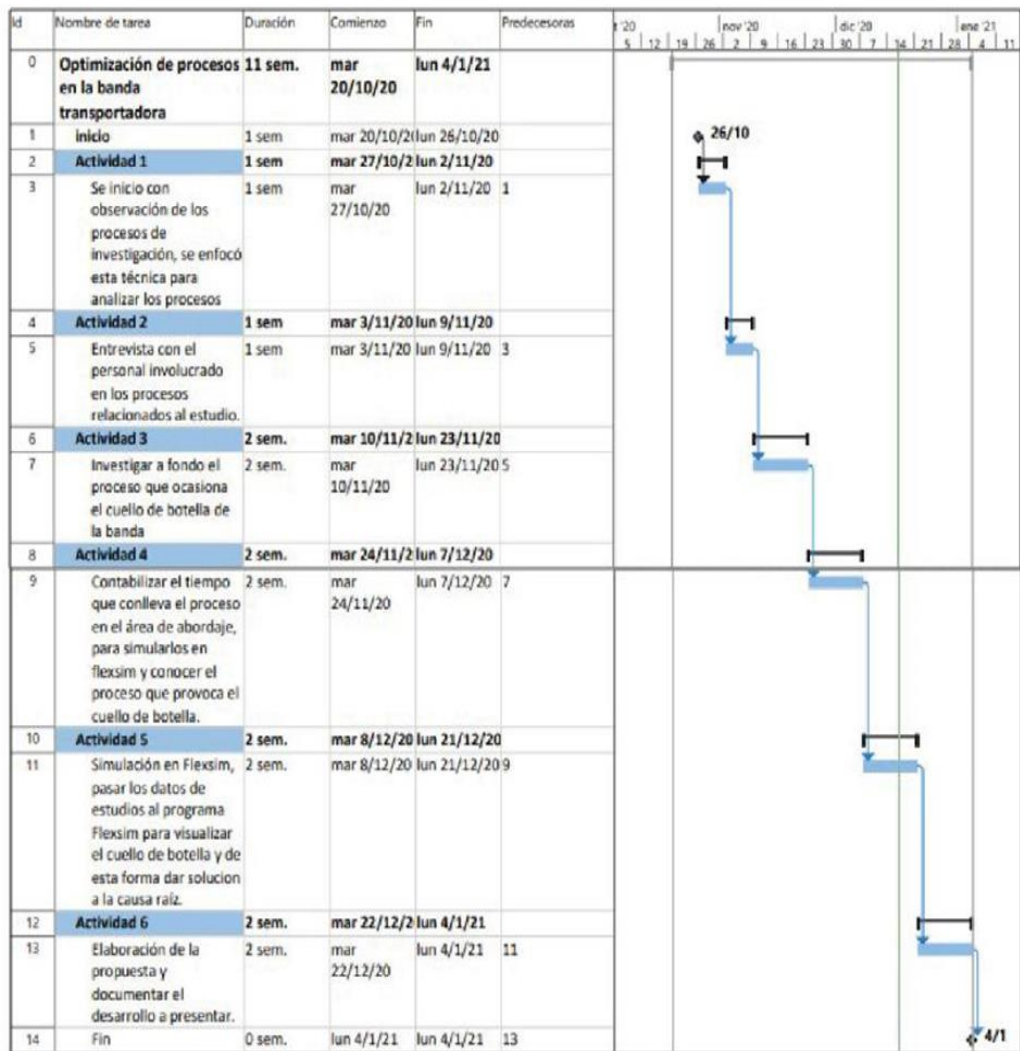 Id Nombre de tarea Duración Comienzo Fin Predecesoras t '20 nov '20 dic '20 ene '21
5 12 19 26 2 9 16 23 30 7 14 21 28 4 11
0 Optimización de procesos 11 sem. mar lun 4/1/21
en la banda 20/10/20
transportadora
1 inicio 1 sem mar 20/10/20 lun 26/10/20 26/10
2 Actividad 1 1 sem mar 27/10/2 lun 2/11/20
3 Se inicio con 1 sem mar lun 2/11/20 1
observación de los 27/10/20
procesos de
investigación, se enfocó
esta técnica para
analizar los procesos
4 Actividad 2 1 sem mar 3/11/20 lun 9/11/20
5 Entrevista con el 1 sem mar 3/11/20 lun 9/11/20 3
personal involucrado
en los procesos
relacionados al estudio.
6 Actividad 3 2 sem. mar 10/11/2 lun 23/11/20
7 Investigar a fondo el 2 sem. mar lun 23/11/20 5
proceso que ocasiona 10/11/20
el cuello de botella de
la banda
8 Actividad 4 2 sem. mar 24/11/2 lun 7/12/20
9 Contabilizar el tiempo 2 sem. mar lun 7/12/20 7
que conlleva el proceso 24/11/20
en el área de abordaje,
para simularlos en
flexsim y conocer el
proceso que provoca el
cuello de botella.
10 Actividad 5 2 sem. mar 8/12/20 lun 21/12/20
11 Simulación en Flexsim, 2 sem. mar 8/12/20 lun 21/12/20 9
pasar los datos de
estudios al programa
Flexsim para visualizar
el cuello de botella y de
esta forma dar solucion
a la causa raíz.
12 Actividad 6 2 sem. mar 22/12/2 lun 4/1/21
13 Elaboración de la 2 sem. mar lun 4/1/21 11
propuesta y 22/12/20
documentar el
desarrollo a presentar.
14 Fin 0 sem. lun 4/1/21 lun 4/1/21 13 4/1